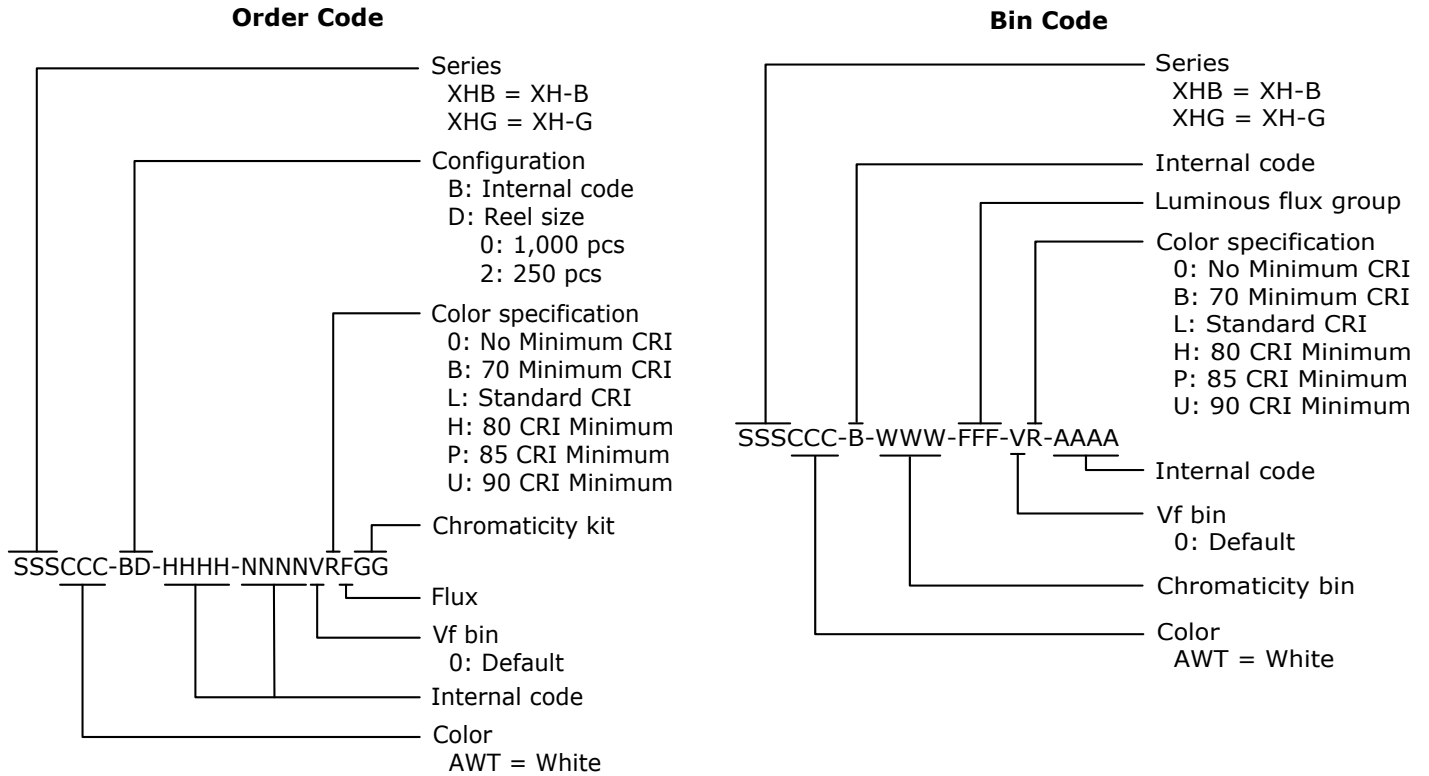 Order Code
Series
XHB = XH-B
XHG = XH-G
Configuration
B: Internal code
D: Reel size
0: 1,000 pcs
2: 250 pcs
Color specification
0: No Minimum CRI
B: 70 Minimum CRI
L: Standard CRI
H: 80 CRI Minimum
P: 85 CRI Minimum
U: 90 CRI Minimum
Chromaticity kit
SSSCCC-BD-HHHH-NNNNVRFGG
Flux
Vf bin
0: Default
Internal code
Color
AWT = White
Bin Code
Series
XHB = XH-B
XHG = XH-G
Internal code
Luminous flux group
Color specification
0: No Minimum CRI
B: 70 Minimum CRI
L: Standard CRI
H: 80 CRI Minimum
P: 85 CRI Minimum
U: 90 CRI Minimum
SSSCCC-B-WWW-FFF-VR-AAAA
Internal code
Vf bin
0: Default
Chromaticity bin
Color
AWT = White